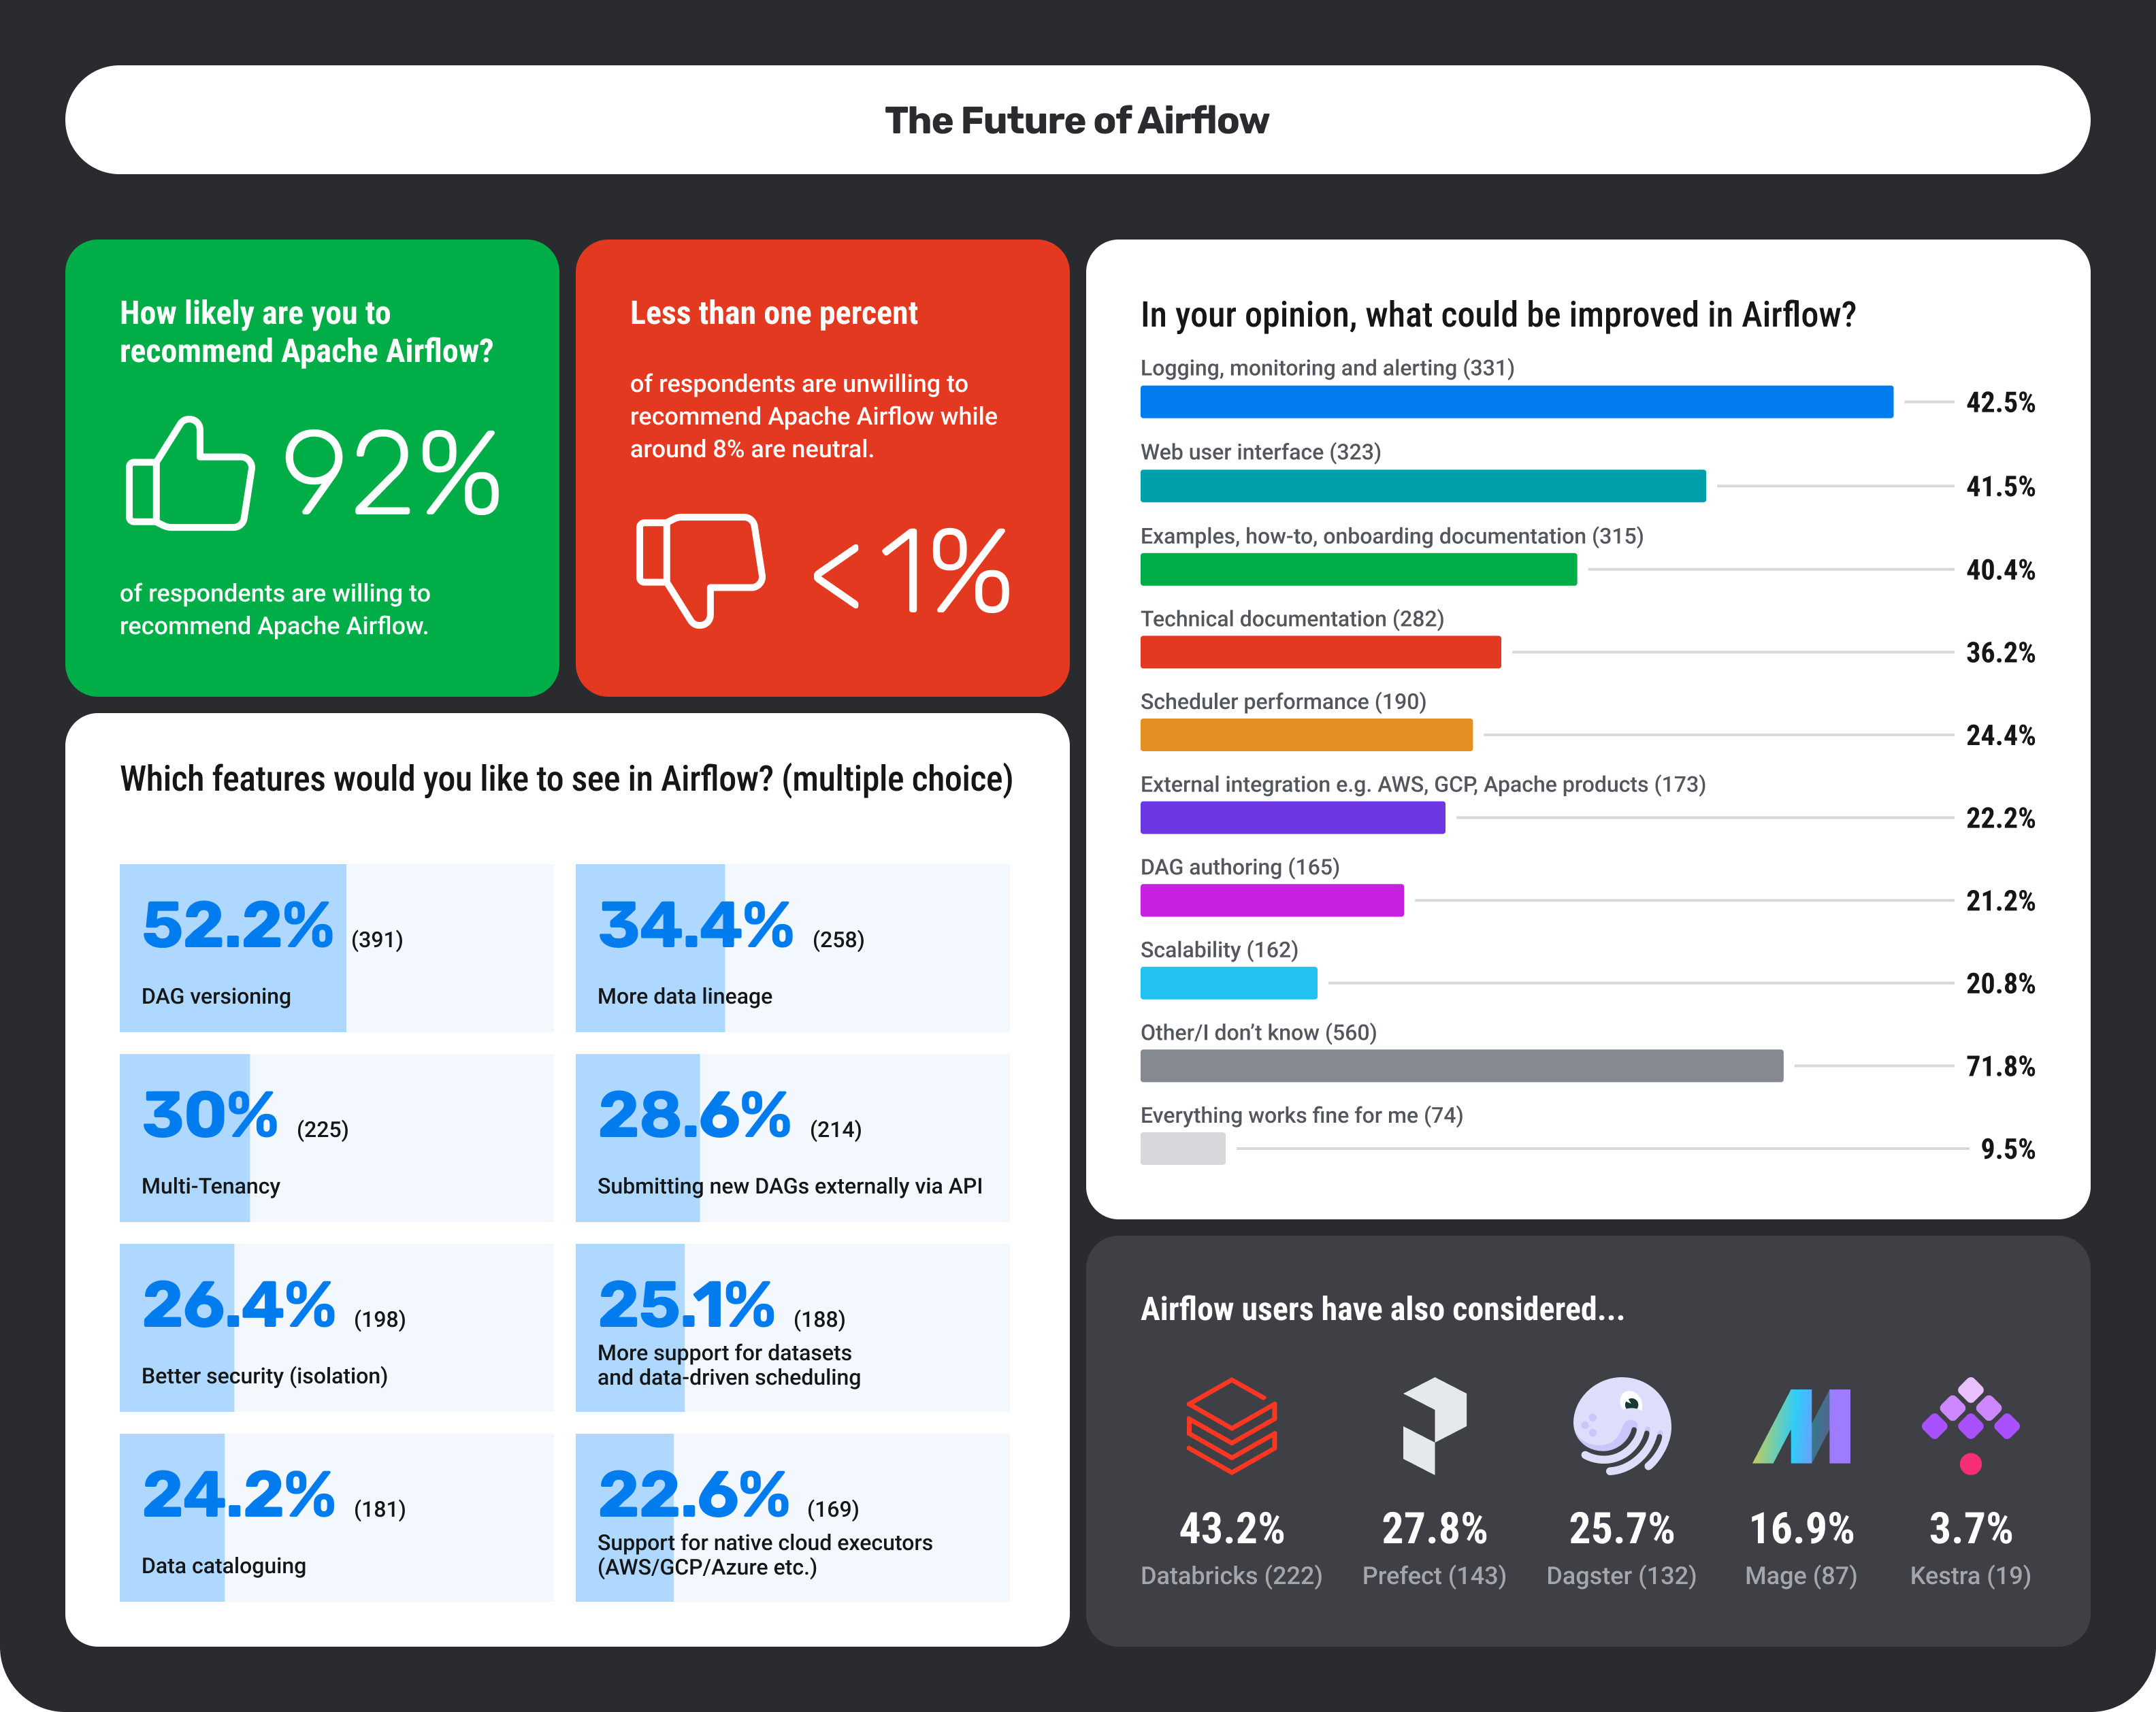 The Future of Airflow
How likely are you to
recommend Apache Airflow?
92%
of respondents are willing to
recommend Apache Airflow.
Less than one percent
of respondents are unwilling to
recommend Apache Airflow while
around 8% are neutral.
<1%
Which features would you like to see in Airflow? (multiple choice)
52.2% (391)
DAG versioning
34.4% (258)
More data lineage
30% (225)
Multi-Tenancy
28.6% (214)
Submitting new DAGs externally via API
26.4% (198)
Better security (isolation)
25.1% (188)
More support for datasets
and data-driven scheduling
24.2% (181)
Data cataloguing
22.6% (169)
Support for native cloud executors
(AWS/GCP/Azure etc.)
In your opinion, what could be improved in Airflow?
Logging, monitoring and alerting (331)
42.5%
Web user interface (323)
41.5%
Examples, how-to, onboarding documentation (315)
40.4%
Technical documentation (282)
36.2%
Scheduler performance (190)
24.4%
External integration e.g. AWS, GCP, Apache products (173)
22.2%
DAG authoring (165)
21.2%
Scalability (162)
20.8%
Other/I don’t know (560)
71.8%
Everything works fine for me (74)
9.5%
Airflow users have also considered...
43.2%
Databricks (222)
27.8%
Prefect (143)
25.7%
Dagster (132)
16.9%
Mage (87)
3.7%
Kestra (19)